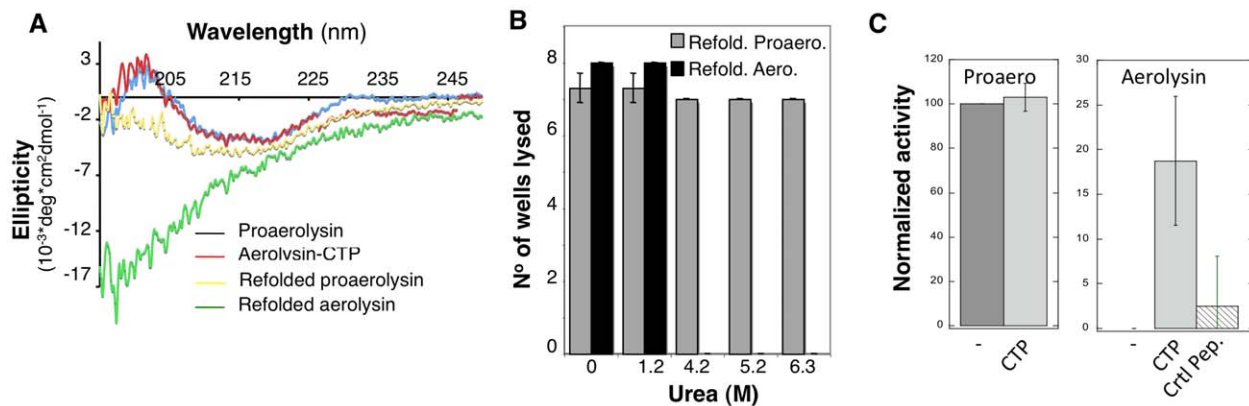 A
Wavelength (nm)
3
205
215
225
235
245
-2
-7
-12
-17
Ellipticity
(10-3*deg*cm2dmol-1)
Proaerolysin
Aerolvsin-CTP
Refolded proaerolysin
Refolded aerolysin
B
Refold. Proaero.
Refold. Aero.
8
6
4
2
0
Nº of wells lysed
0
1.2
4.2
5.2
6.3
Urea (M)
C
Normalized activity
120
100
80
60
40
20
0
Proaero
-
CTP
30
25
20
15
10
5
0
Aerolysin
-
CTP
Crtl Pep.